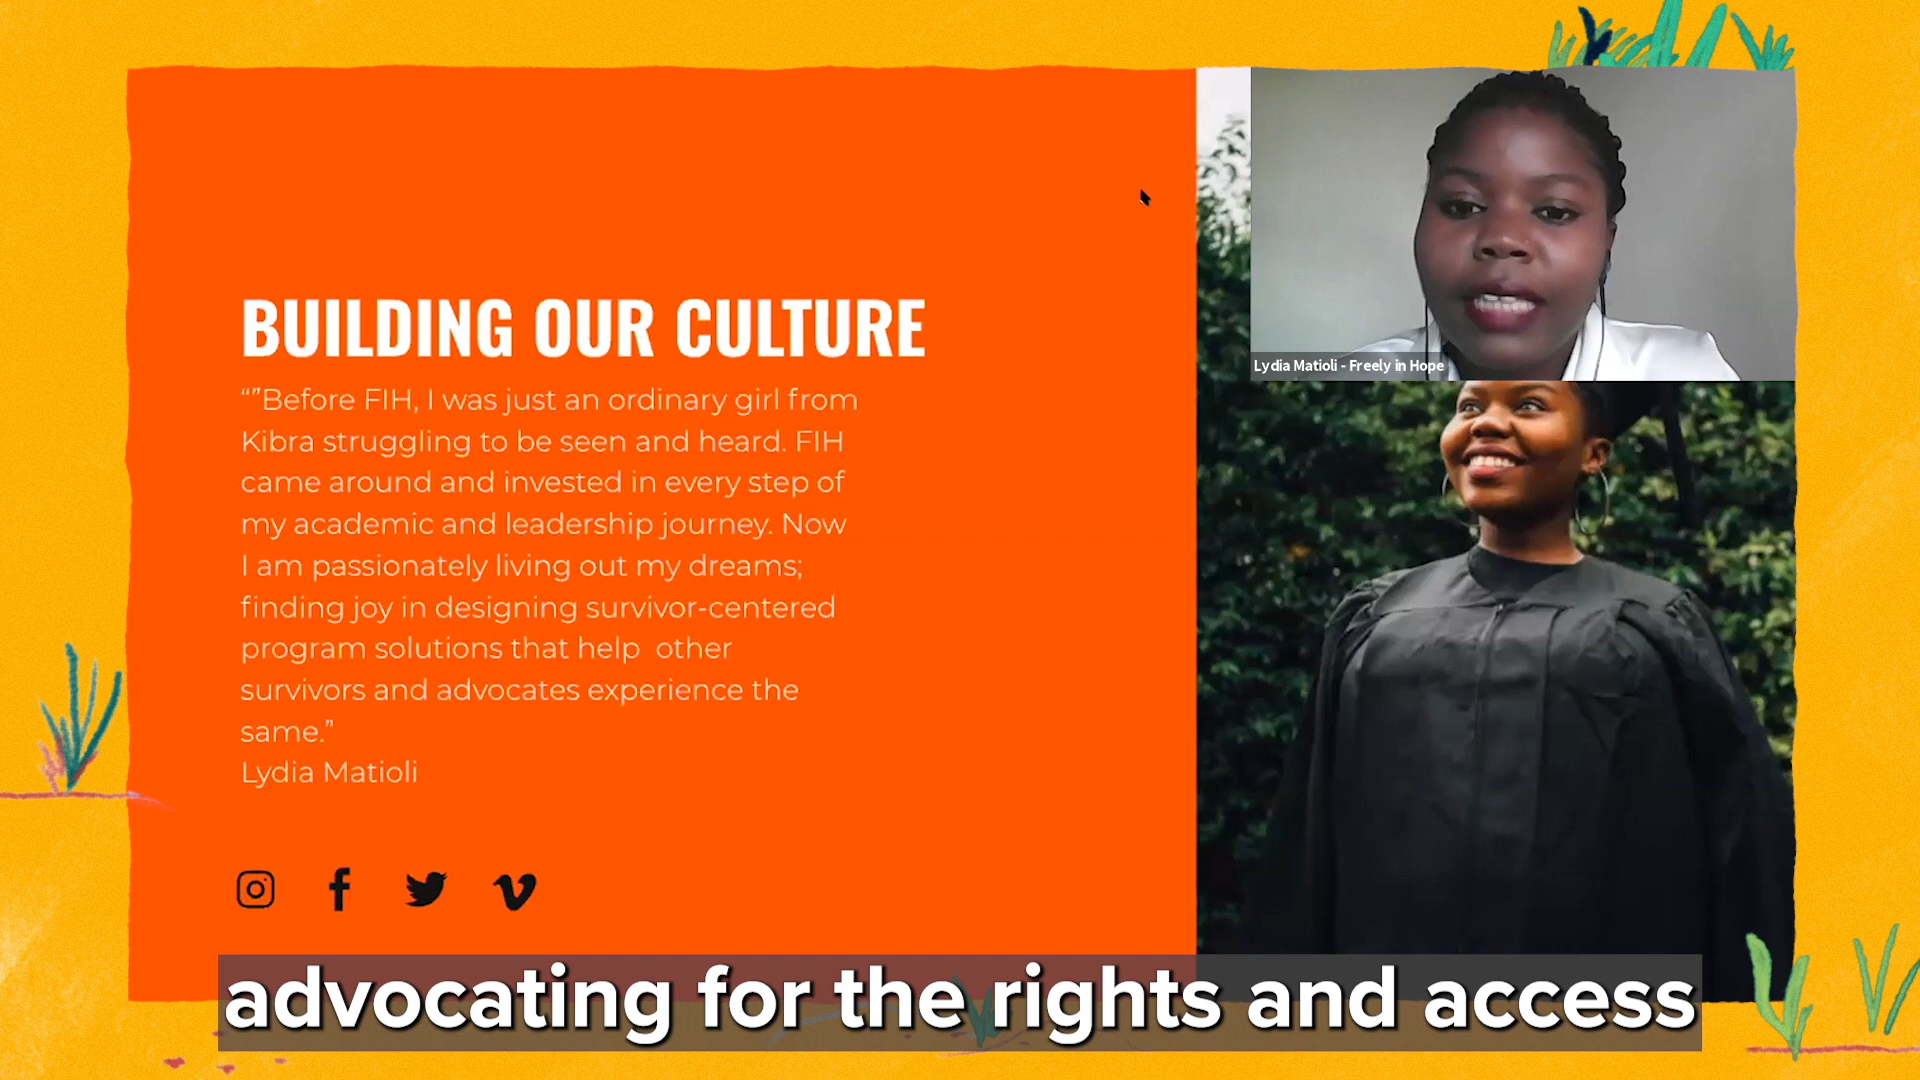 BUILDING OUR CULTURE
“”Before FIH, I was just an ordinary girl from
Kibra struggling to be seen and heard. FIH
came around and invested in every step of
my academic and leadership journey. Now
I am passionately living out my dreams;
finding joy in designing survivor-centered
program solutions that help  other
survivors and advocates experience the
same.”
Lydia Matioli
Lydia Matioli - Freely in Hope
advocating for the rights and access